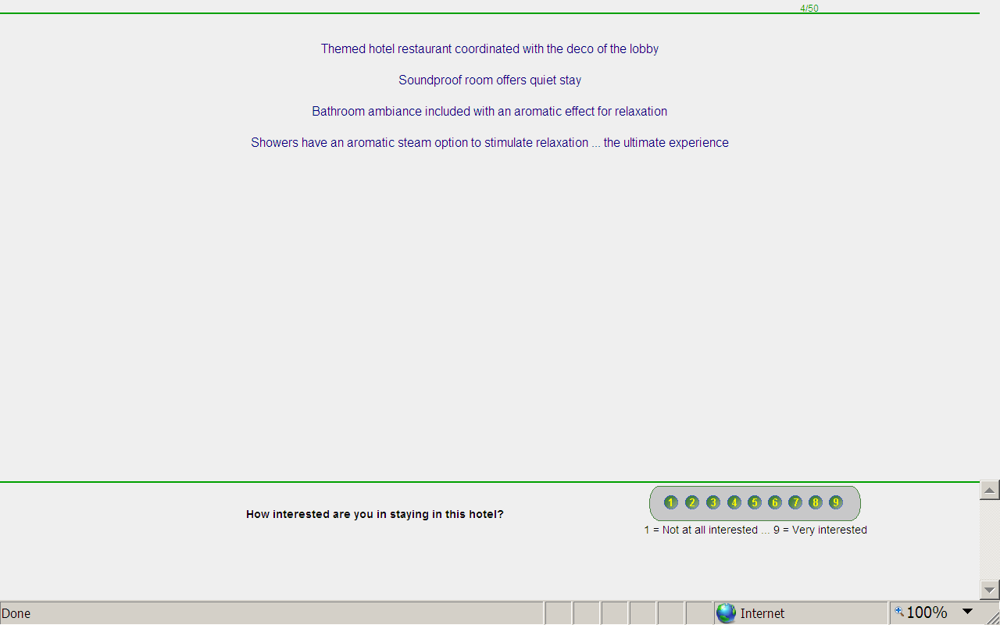 4/50
Themed hotel restaurant coordinated with the deco of the lobby
Soundproof room offers quiet stay
Bathroom ambiance included with an aromatic effect for relaxation
Showers have an aromatic steam option to stimulate relaxation ... the ultimate experience
How interested are you in staying in this hotel?
1 2 3 4 5 6 7 8 9
1 = Not at all interested ... 9 = Very interested
Done Internet 100%